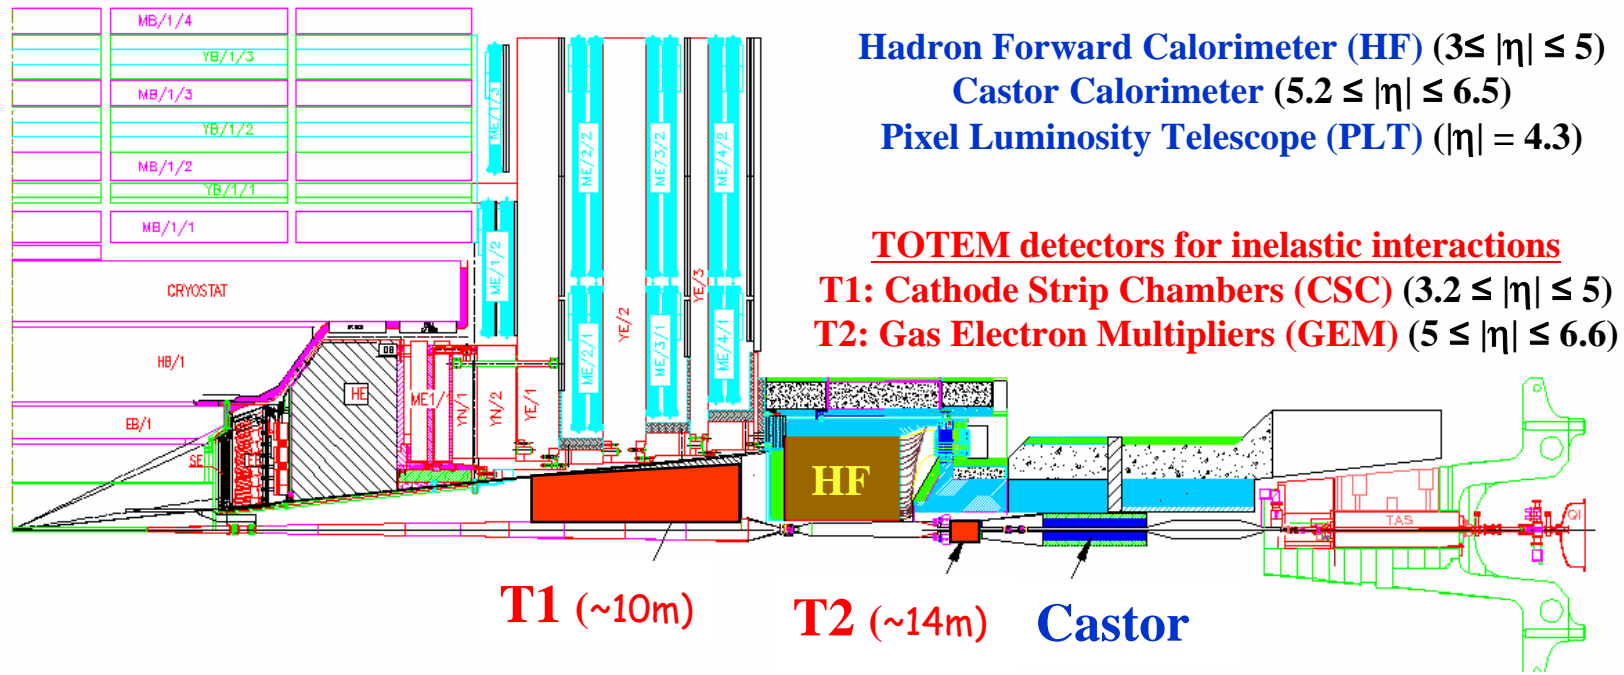 MB/1/4
YB/1/3
MB/1/3
YB/1/2
MB/1/2
YB/1/1
MB/1/1
CRYOSTAT
HB/1
EB/1
SE
HE
ME1/1
YN/1
YN/2
YE/1
ME/1/3
ME/1/2
ME/2/2
ME/2/1
YE/2
ME/3/2
ME/3/1
YE/3
ME/4/2
ME/4/1
Hadron Forward Calorimeter (HF) (3≤ |η| ≤ 5)
Castor Calorimeter (5.2 ≤ |η| ≤ 6.5)
Pixel Luminosity Telescope (PLT) (|η| = 4.3)
TOTEM detectors for inelastic interactions
T1: Cathode Strip Chambers (CSC) (3.2 ≤ |η| ≤ 5)
T2: Gas Electron Multipliers (GEM) (5 ≤ |η| ≤ 6.6)
HF
TAS
Q1
T1 (~10m)
T2 (~14m)
Castor